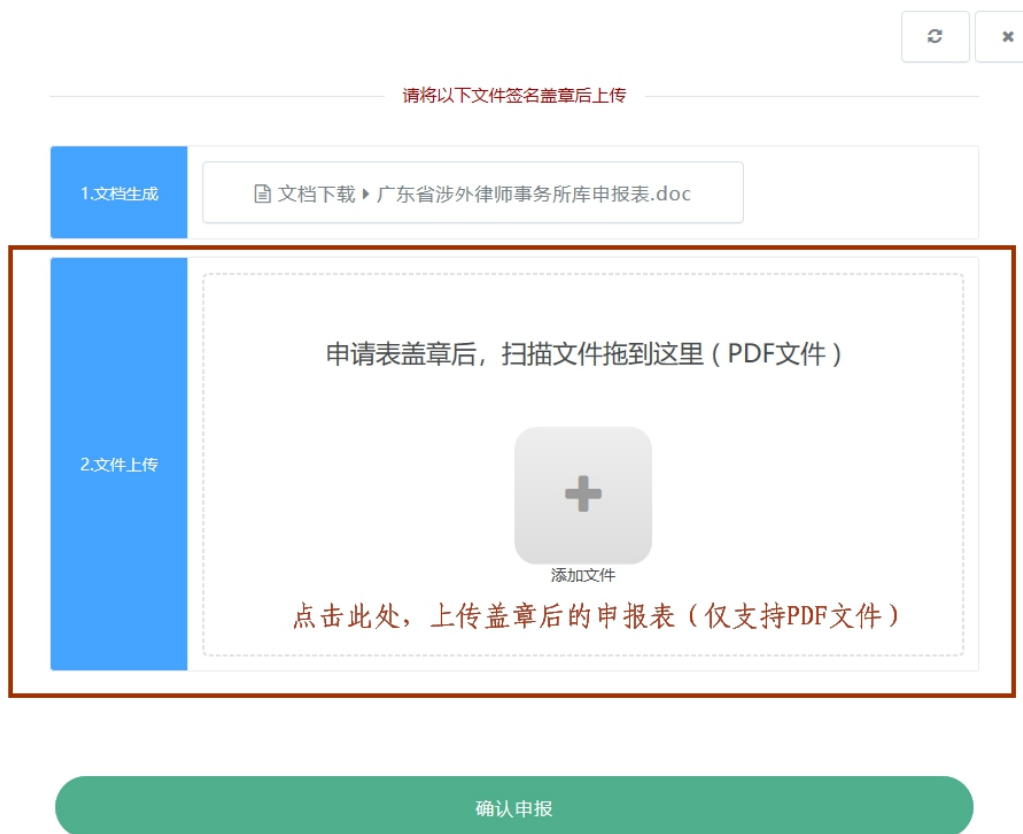 请将以下文件签名盖章后上传
1.文档生成
文档下载 广东省涉外律师事务所库申报表.doc
申请表盖章后，扫描文件拖到这里（PDF文件）
2.文件上传
添加文件
点击此处，上传盖章后的申报表（仅支持PDF文件）
确认申报